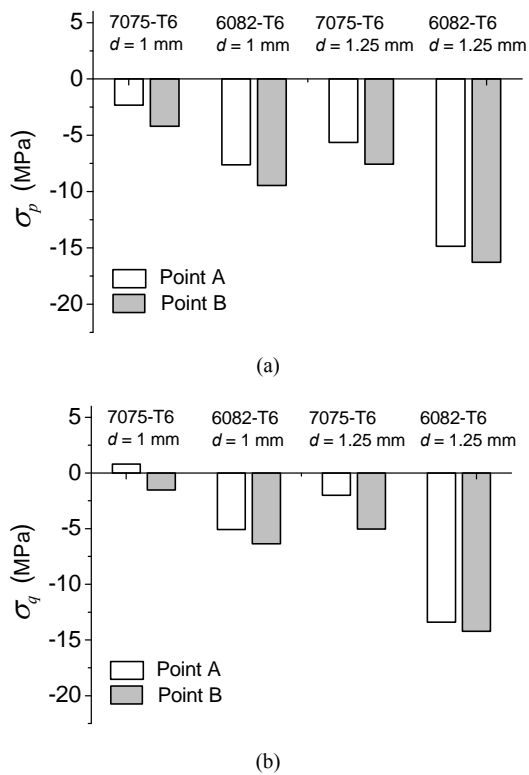 7075-T6 6082-T6 7075-T6 6082-T6
d = 1 mm d = 1 mm d = 1.25 mm d = 1.25 mm
5
0
-5
-10
-15
-20
σp (MPa)
Point A
Point B
(a)
7075-T6 6082-T6 7075-T6 6082-T6
d = 1 mm d = 1 mm d = 1.25 mm d = 1.25 mm
5
0
-5
-10
-15
-20
σq (MPa)
Point A
Point B
(b)